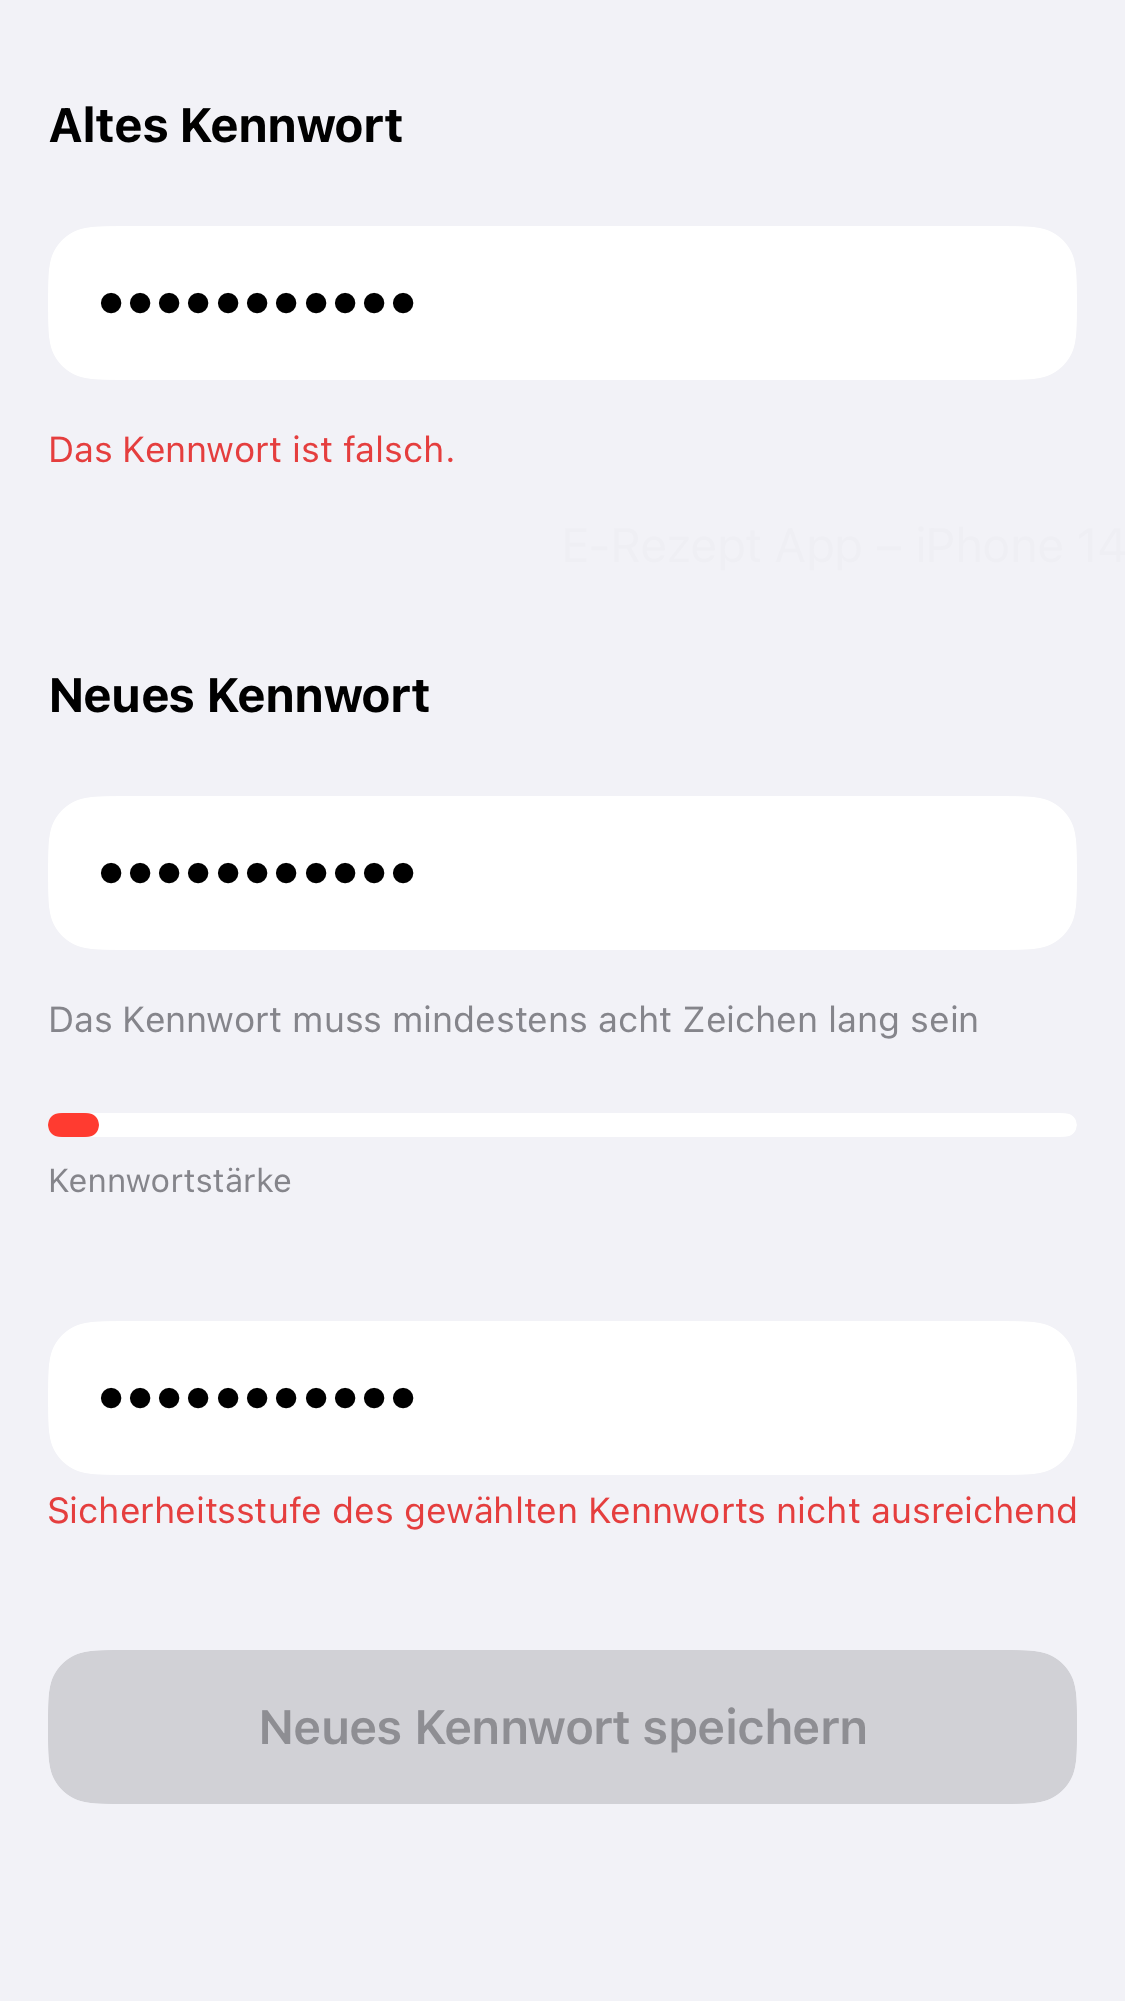 Altes Kennwort
•••••••••••
Das Kennwort ist falsch.
E-Rezept App – iPhone 14
Neues Kennwort
•••••••••••
Das Kennwort muss mindestens acht Zeichen lang sein
Kennwortstärke
•••••••••••
Sicherheitsstufe des gewählten Kennworts nicht ausreichend
Neues Kennwort speichern